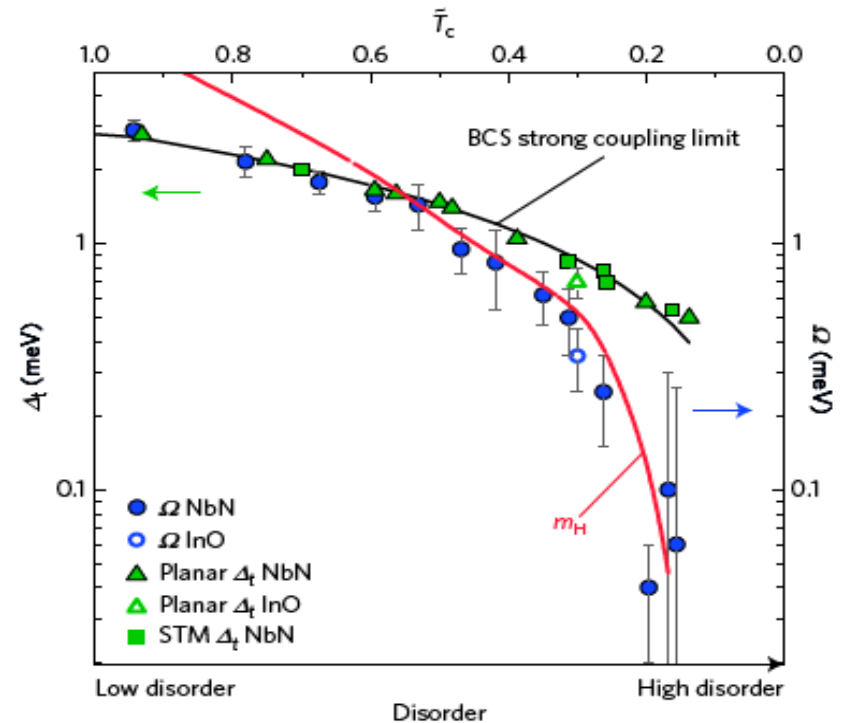 T̃c
1.0 0.8 0.6 0.4 0.2 0.0
BCS strong coupling limit
1 1
Δt (meV)
Ω (meV)
0.1 0.1
mH
Ω NbN
Ω InO
Planar Δt NbN
Planar Δt InO
STM Δt NbN
Low disorder High disorder
Disorder